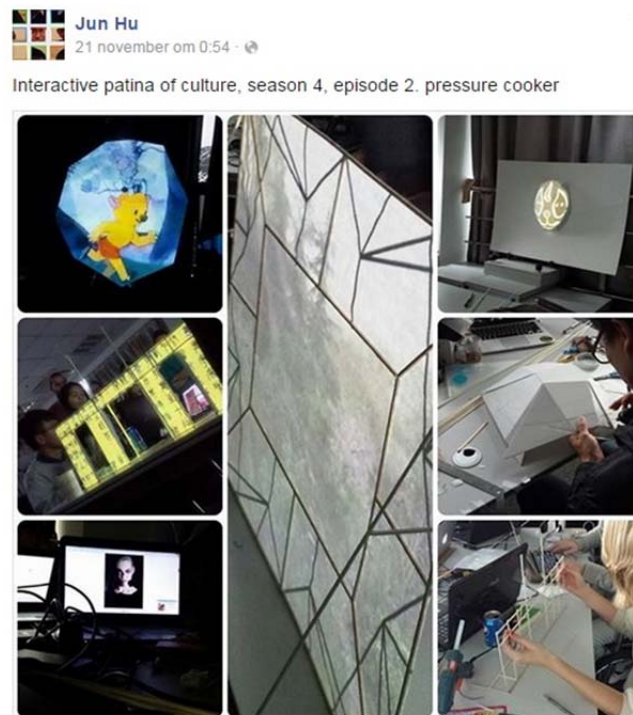 Jun Hu
21 november om 0:54 ·
Interactive patina of culture, season 4, episode 2. pressure cooker